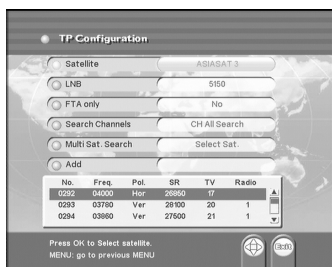 TP Configuration
Satellite ASIASAT 3
LNB 5150
FTA only No
Search Channels CH All Search
Multi Sat. Search Select Sat.
Add
No. Freq. Pol. SR TV Radio
0292 04000 Hor 26850 17
0293 03780 Ver 28100 20 1
0294 03860 Ver 27500 21 1
Press OK to Select satellite.
MENU: go to previous MENU
Exit